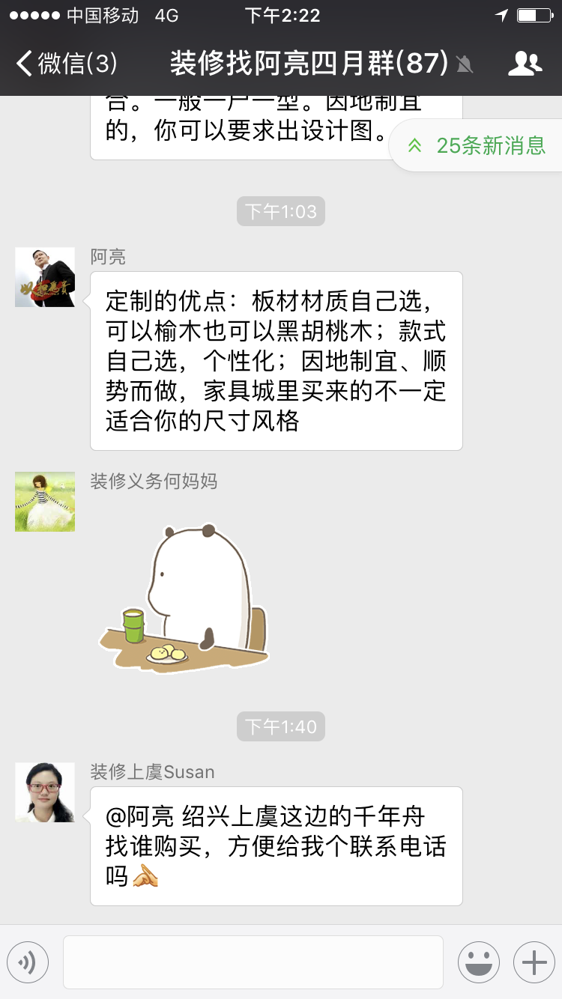 中国移动 4G 下午2:22
微信(3) 装修找阿亮四月群(87)
合。一般一户一型。因地制宜
的，你可以要求出设计图。
25条新消息
下午1:03
阿亮
定制的优点：板材材质自己选，
可以榆木也可以黑胡桃木；款式
自己选，个性化；因地制宜、顺
势而做，家具城里买来的不一定
适合你的尺寸风格
装修义务何妈妈
下午1:40
装修上虞Susan
@阿亮 绍兴上虞这边的千年舟
找谁购买，方便给我个联系电话
吗